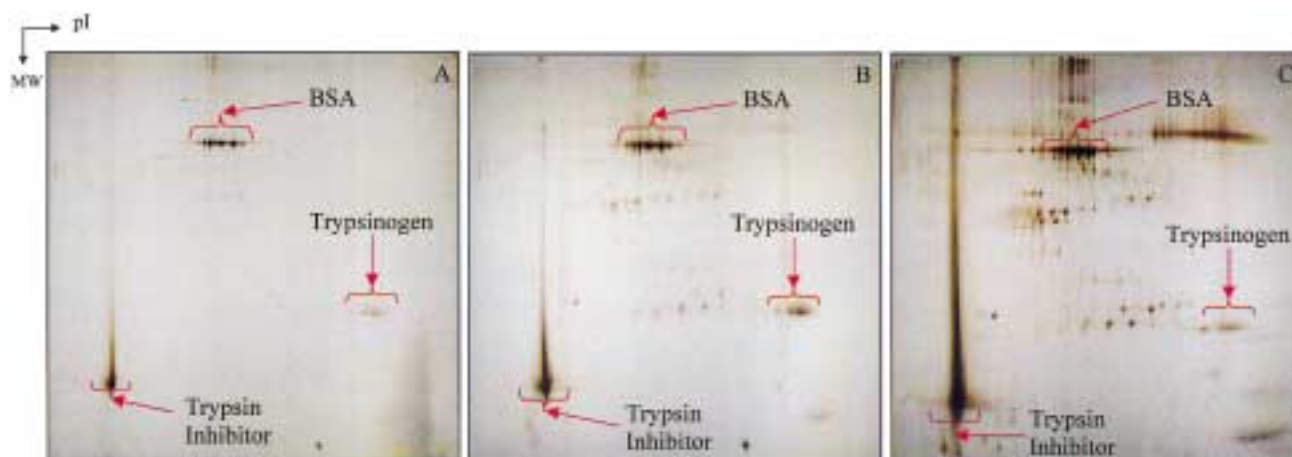 pI
MW
A
BSA
Trypsinogen
Trypsin
Inhibitor
B
BSA
Trypsinogen
Trypsin
Inhibitor
C
BSA
Trypsinogen
Trypsin
Inhibitor